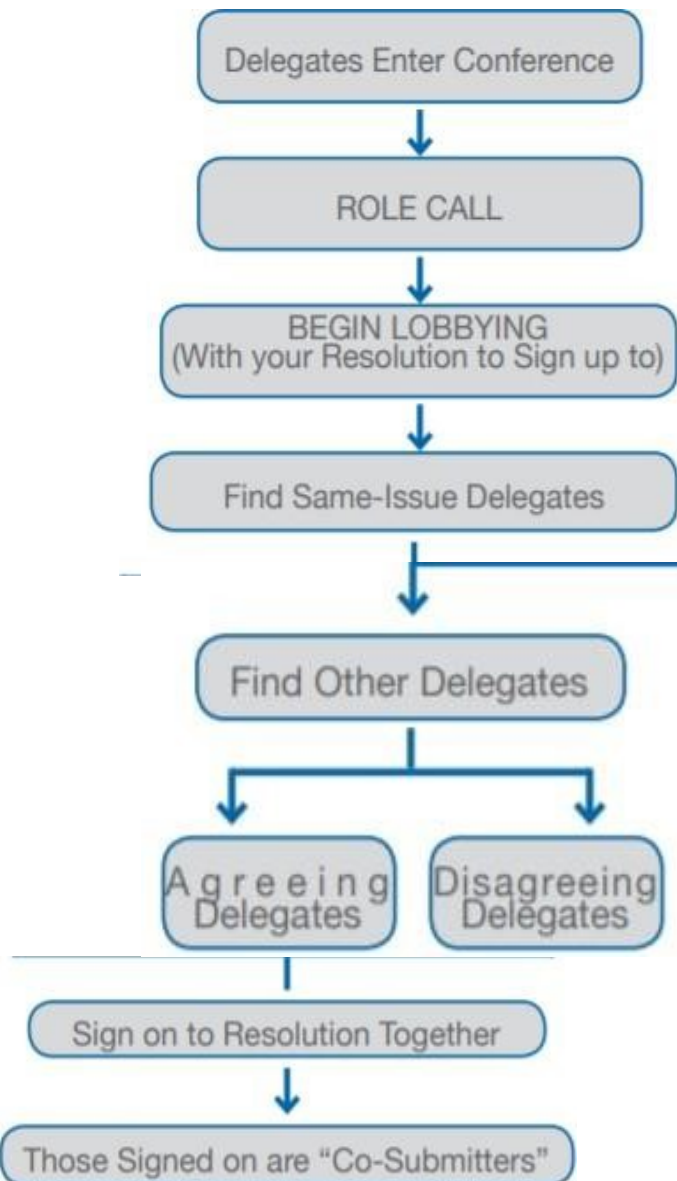 Delegates Enter Conference
ROLE CALL
BEGIN LOBBYING
(With your Resolution to Sign up to)
Find Same-Issue Delegates
Find Other Delegates
Agreeing
Delegates
Disagreeing
Delegates
Sign on to Resolution Together
Those Signed on are “Co-Submitters”